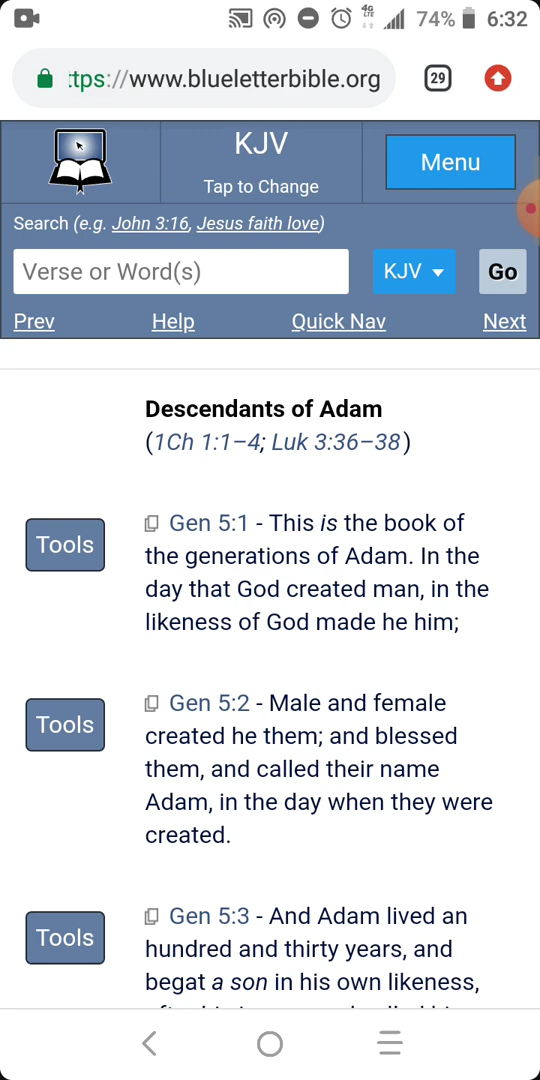 4G
LTE
74%
6:32
ttps://www.blueletterbible.org
29
KJV
Tap to Change
Menu
Search (e.g. John 3:16, Jesus faith love)
Verse or Word(s)
KJV
Go
Prev
Help
Quick Nav
Next
Descendants of Adam
(1Ch 1:1–4; Luk 3:36–38)
Tools
Gen 5:1 - This is the book of
the generations of Adam. In the
day that God created man, in the
likeness of God made he him;
Tools
Gen 5:2 - Male and female
created he them; and blessed
them, and called their name
Adam, in the day when they were
created.
Tools
Gen 5:3 - And Adam lived an
hundred and thirty years, and
begat a son in his own likeness,